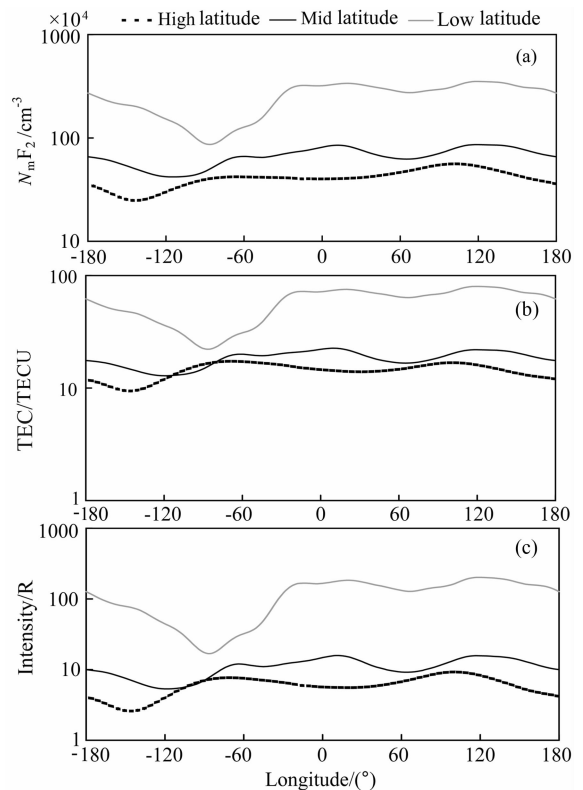 High latitude Mid latitude Low latitude
×10⁴
1000
(a)
100
NmF2 /cm-3
10
-180 -120 -60 0 60 120 180
100
(b)
10
TEC/TECU
1
-180 -120 -60 0 60 120 180
1000
(c)
100
Intensity/R
10
1
-180 -120 -60 0 60 120 180
Longitude/(°)